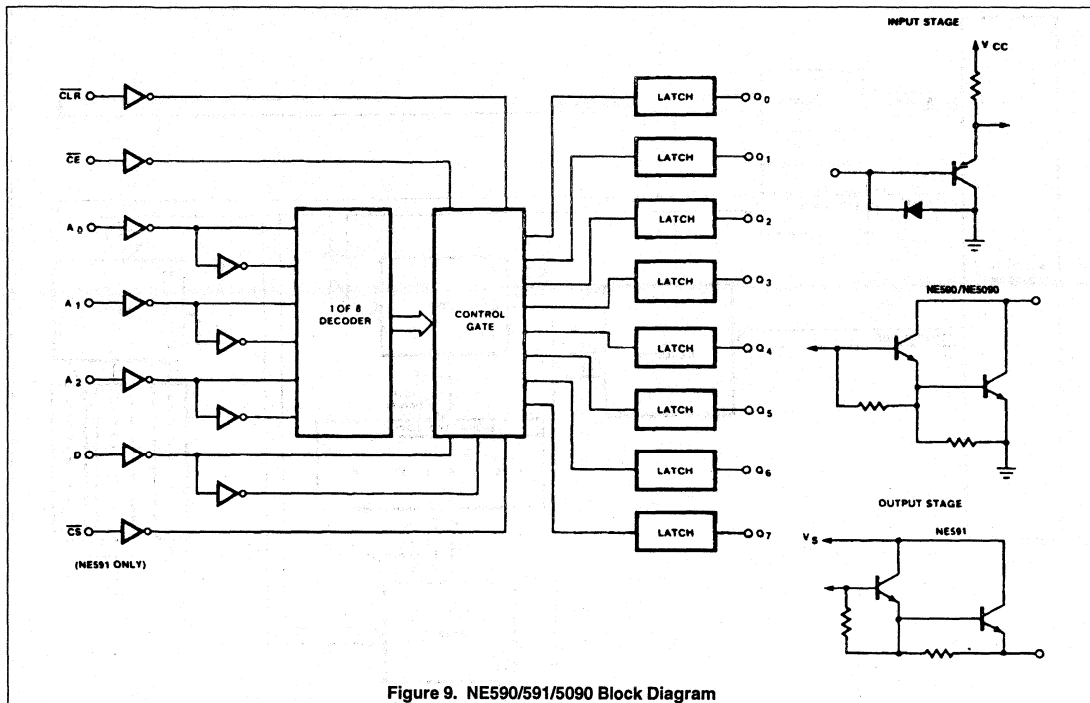 INPUT STAGE
V CC
CLR
CE
A 0
A 1
A 2
D
CS
(NE591 ONLY)
1 OF 8
DECODER
CONTROL
GATE
LATCH
Q 0
LATCH
Q 1
LATCH
Q 2
LATCH
Q 3
LATCH
Q 4
LATCH
Q 5
LATCH
Q 6
LATCH
Q 7
NE590/NE5090
OUTPUT STAGE
NE591
V S
Figure 9. NE590/591/5090 Block Diagram